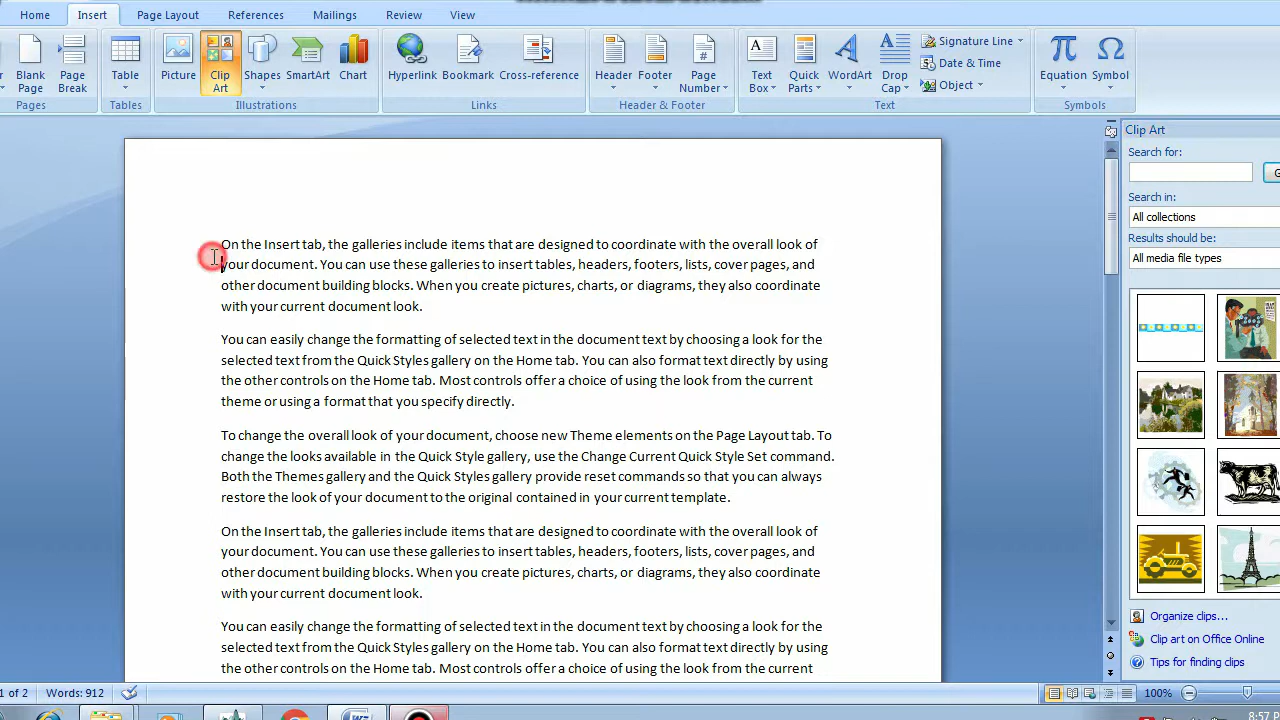 Home Insert Page Layout References Mailings Review View
Blank Page
Page Break
Table
Picture
Clip Art
Shapes
SmartArt
Chart
Hyperlink
Bookmark
Cross-reference
Header
Footer
Page Number
Text Box
Quick Parts
WordArt
Drop Cap
Signature Line
Date & Time
Object
Equation
Symbol
Pages Tables Illustrations Links Header & Footer Text Symbols
On the Insert tab, the galleries include items that are designed to coordinate with the overall look of
your document. You can use these galleries to insert tables, headers, footers, lists, cover pages, and
other document building blocks. When you create pictures, charts, or diagrams, they also coordinate
with your current document look.
You can easily change the formatting of selected text in the document text by choosing a look for the
selected text from the Quick Styles gallery on the Home tab. You can also format text directly by using
the other controls on the Home tab. Most controls offer a choice of using the look from the current
theme or using a format that you specify directly.
To change the overall look of your document, choose new Theme elements on the Page Layout tab. To
change the looks available in the Quick Style gallery, use the Change Current Quick Style Set command.
Both the Themes gallery and the Quick Styles gallery provide reset commands so that you can always
restore the look of your document to the original contained in your current template.
On the Insert tab, the galleries include items that are designed to coordinate with the overall look of
your document. You can use these galleries to insert tables, headers, footers, lists, cover pages, and
other document building blocks. When you create pictures, charts, or diagrams, they also coordinate
with your current document look.
You can easily change the formatting of selected text in the document text by choosing a look for the
selected text from the Quick Styles gallery on the Home tab. You can also format text directly by using
the other controls on the Home tab. Most controls offer a choice of using the look from the current
Clip Art
Search for:
Search in:
All collections
Results should be:
All media file types
Organize clips...
Clip art on Office Online
Tips for finding clips
1 of 2 Words: 912
100%
8:57 P